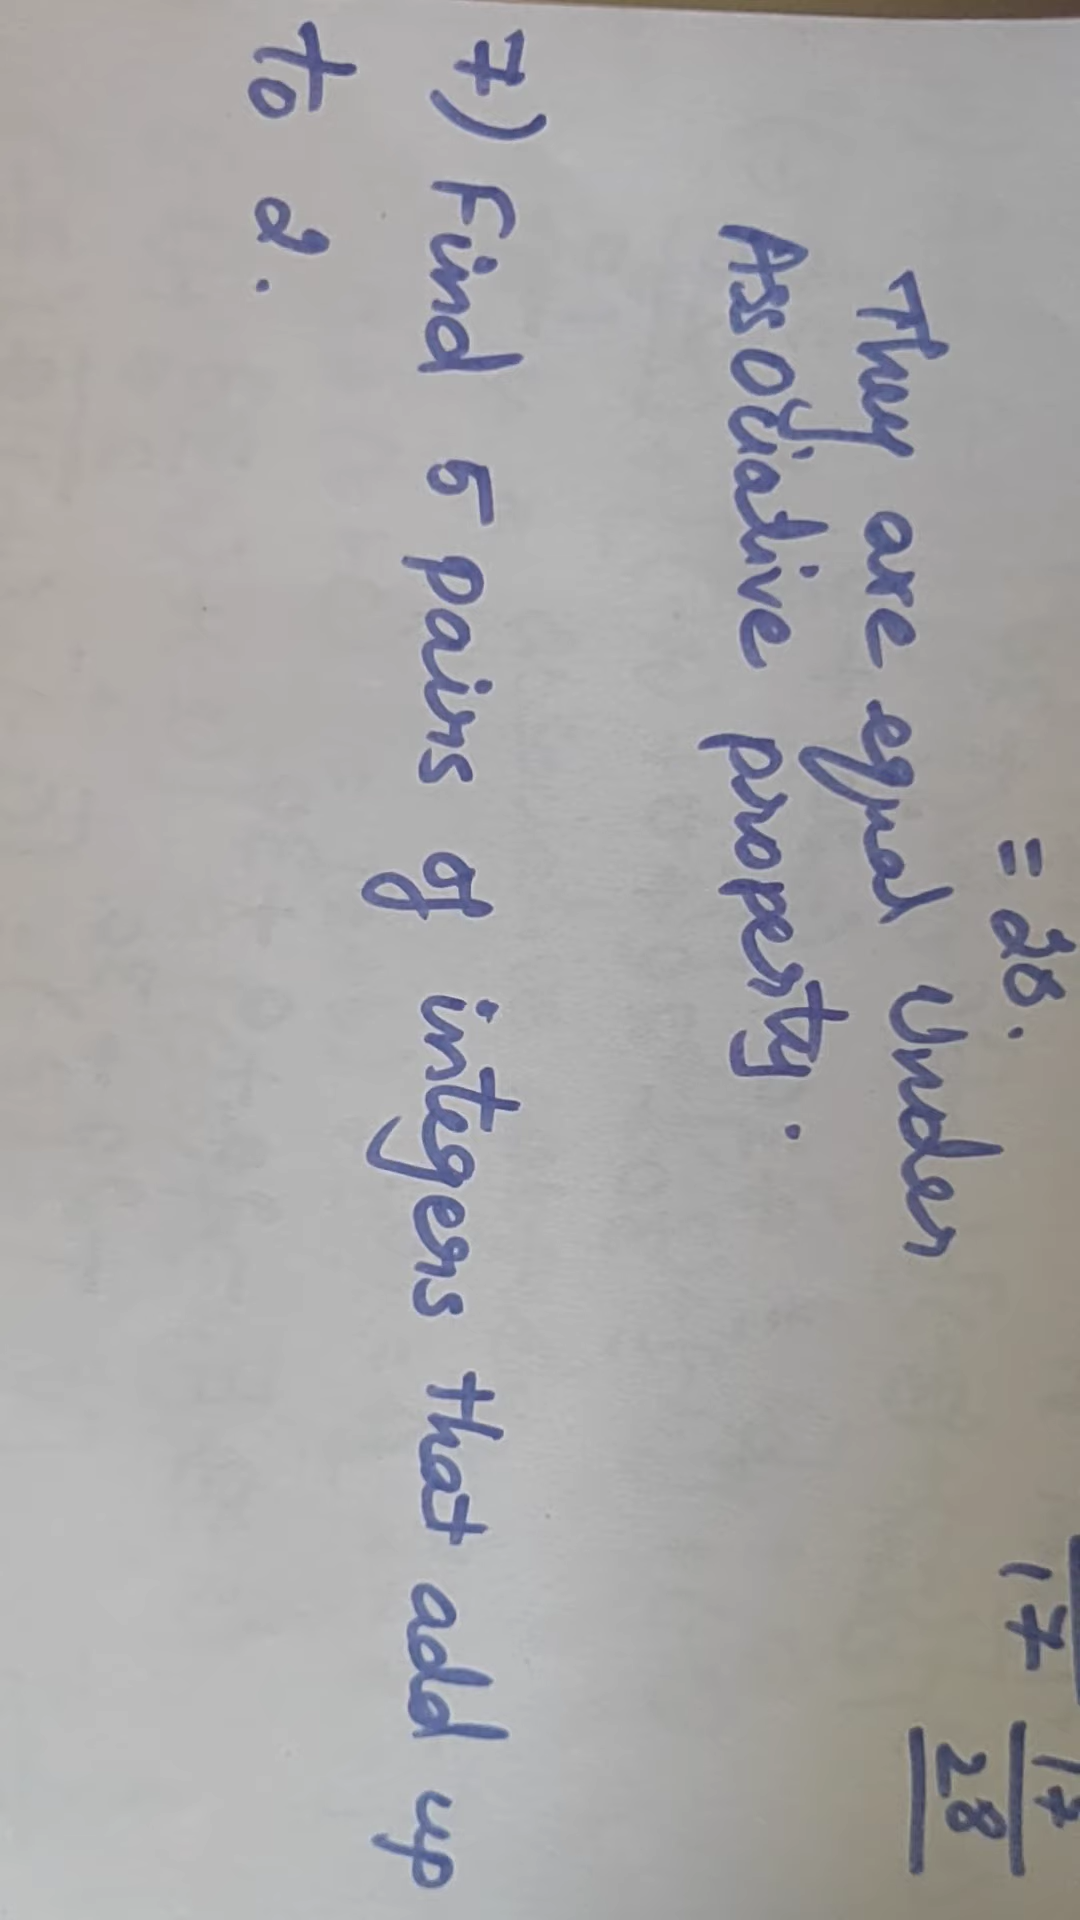 = 28.
17
17
28
They are equal Under
Associative property.
7) Find 5 pairs of integers that add up
to 2.